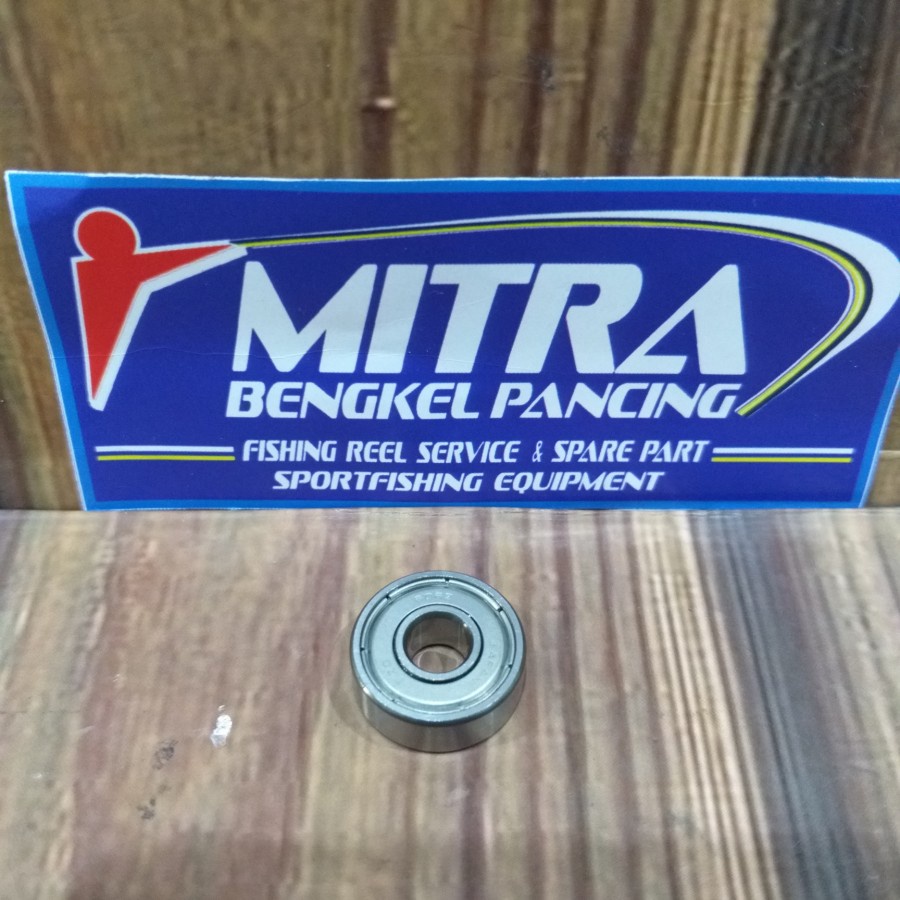 MITRA
BENGKEL PANCING
FISHING REEL SERVICE & SPARE PART
SPORTFISHING EQUIPMENT